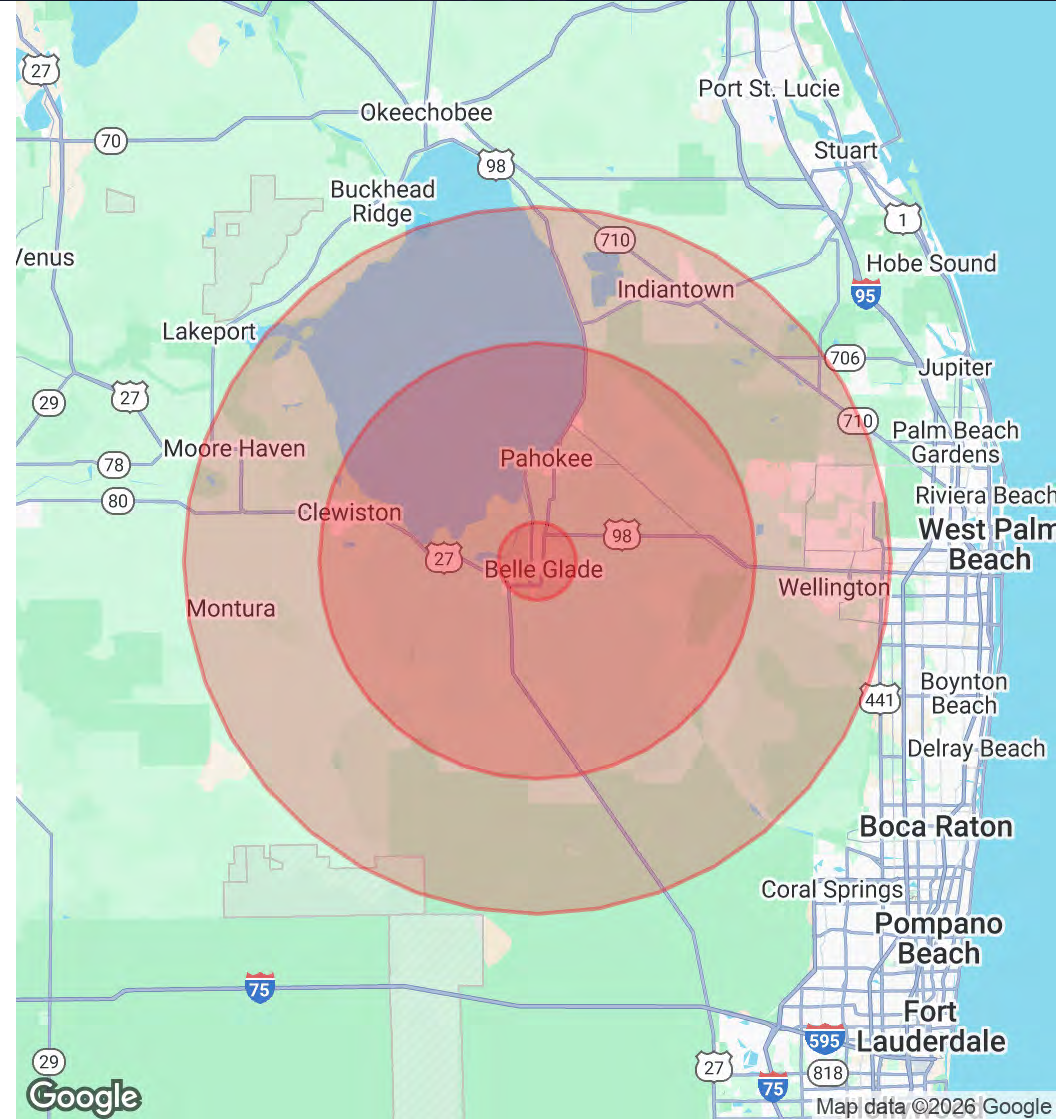 27
Port St. Lucie
Okeechobee
70
98
Stuart
Buckhead
Ridge
1
710
Venus
Hobe Sound
Indiantown
95
Lakeport
706
Jupiter
27
29
710
Palm Beach
Gardens
Moore Haven
Pahokee
78
80
Riviera Beach
Clewiston
West Palm
Beach
98
27
Belle Glade
Wellington
Montura
Boynton
Beach
441
Delray Beach
Boca Raton
Coral Springs
Pompano
Beach
75
Fort
Lauderdale
595
29
27
818
75
Google
Hollywood
Map data ©2026 Google